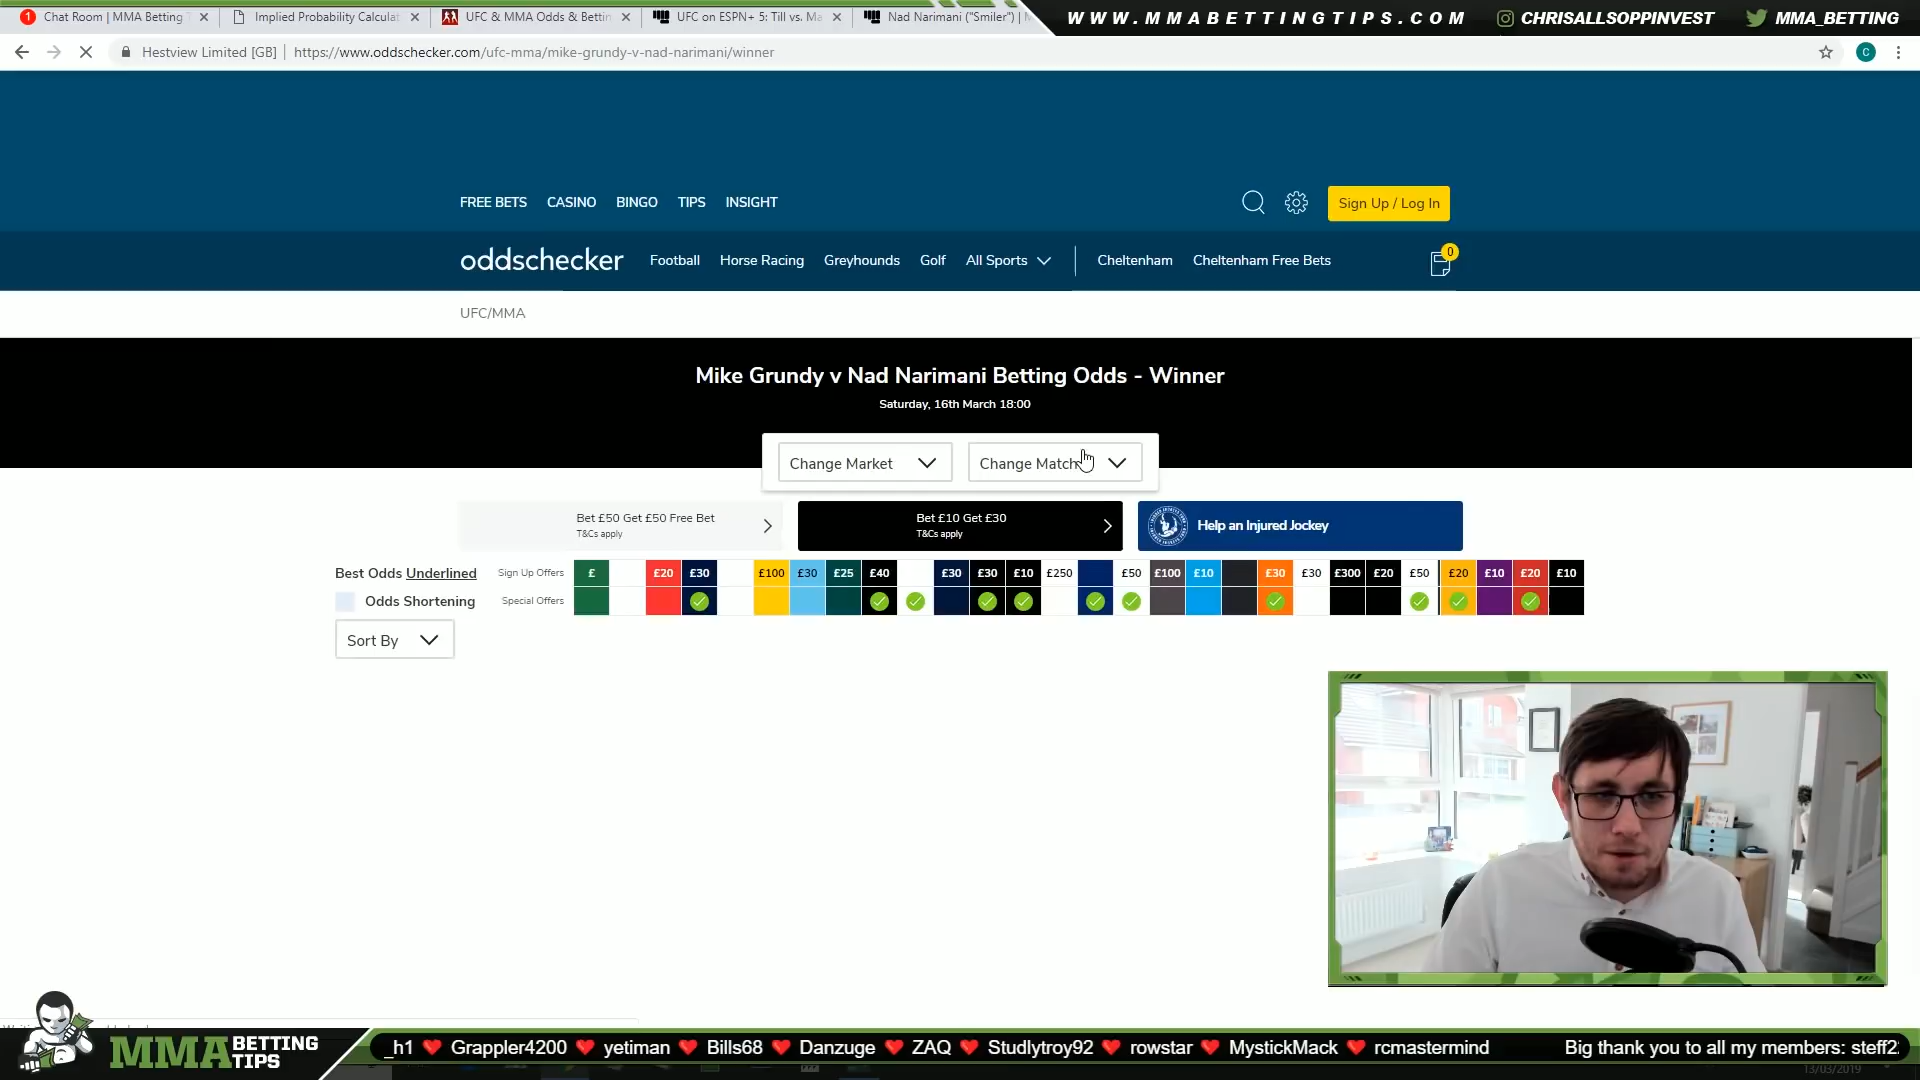 Chat Room | MMA Betting
Implied Probability Calculat
UFC & MMA Odds & Bettin
UFC on ESPN+ 5: Till vs. Ma
Nad Narimani ("Smiler") |
WWW.MMABETTINGTIPS.COM
CHRISALLSOPPINVEST
MMA_BETTING
Hestview Limited [GB] | https://www.oddschecker.com/ufc-mma/mike-grundy-v-nad-narimani/winner
C
FREE BETS CASINO BINGO TIPS INSIGHT
Sign Up / Log In
oddschecker Football Horse Racing Greyhounds Golf All Sports Cheltenham Cheltenham Free Bets 0
UFC/MMA
Mike Grundy v Nad Narimani Betting Odds - Winner
Saturday, 16th March 18:00
Change Market Change Match
Bet £50 Get £50 Free Bet
T&Cs apply
Bet £10 Get £30
T&Cs apply
Help an Injured Jockey
Best Odds Underlined Sign Up Offers £ £20 £30 £100 £30 £25 £40 £30 £30 £10 £250 £50 £100 £10 £30 £30 £300 £20 £50 £20 £10 £20 £10
Odds Shortening Special Offers
Sort By
MMA BETTING TIPS
_h1 Grappler4200 yetiman Bills68 Danzuge ZAQ Studlytroy92 rowstar MystickMack rcmastermind Big thank you to all my members: steff2
13/03/2019